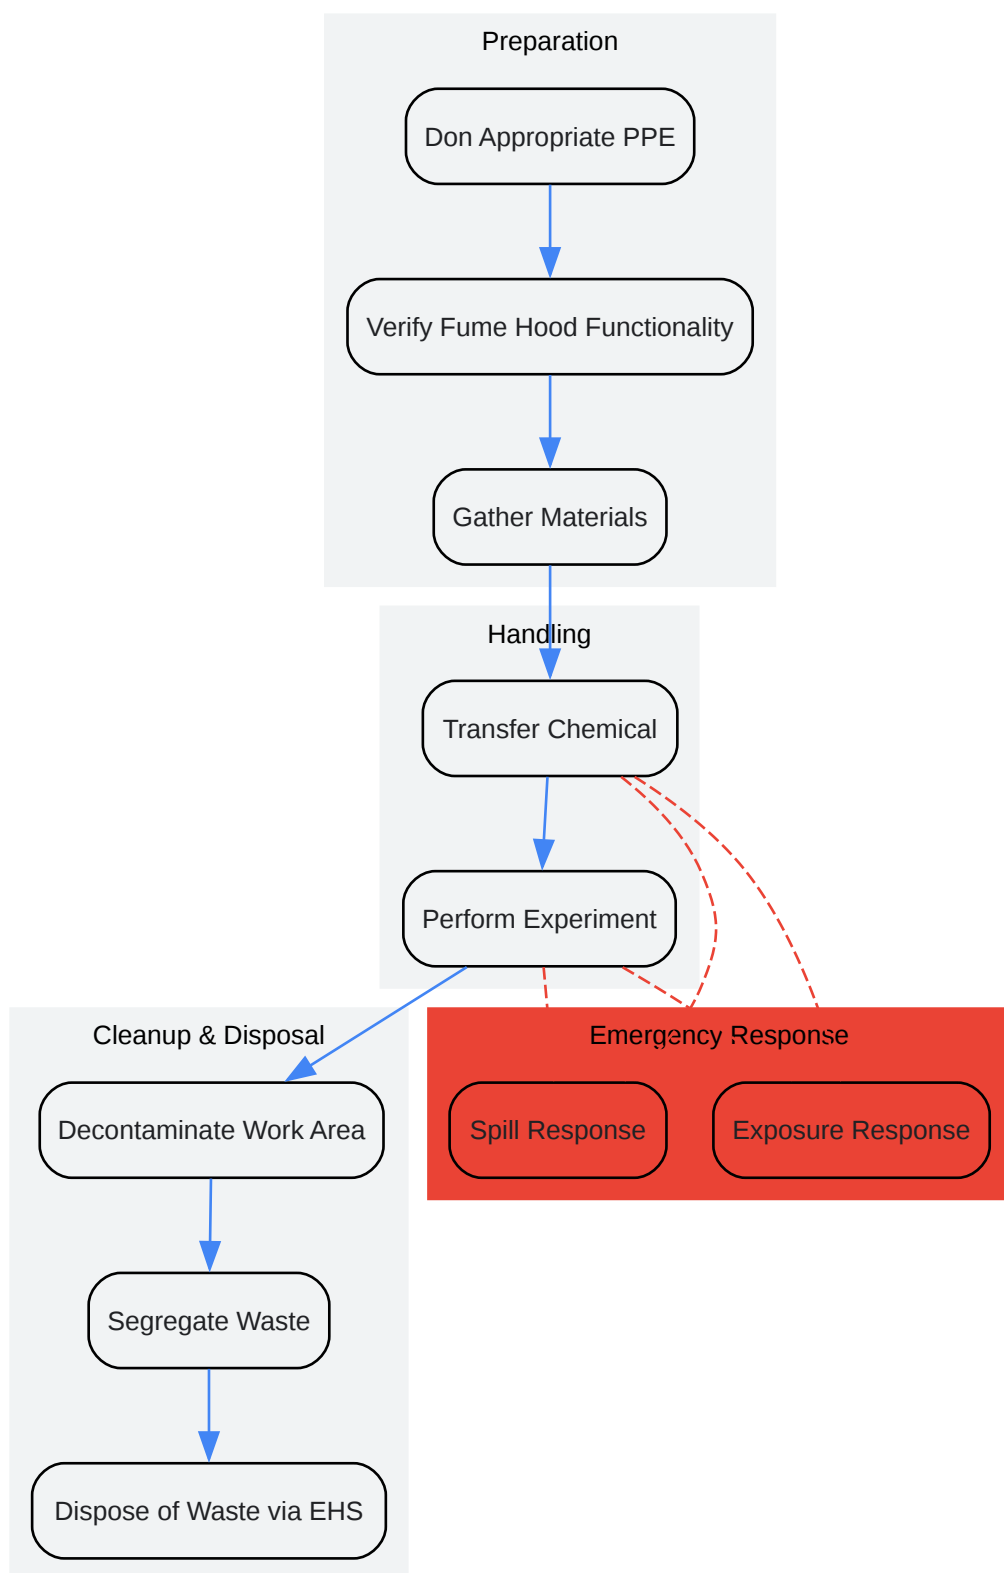 Preparation
Don Appropriate PPE
Verify Fume Hood Functionality
Gather Materials
Handling
Transfer Chemical
Perform Experiment
Cleanup & Disposal
Decontaminate Work Area
Segregate Waste
Dispose of Waste via EHS
Emergency Response
Spill Response
Exposure Response